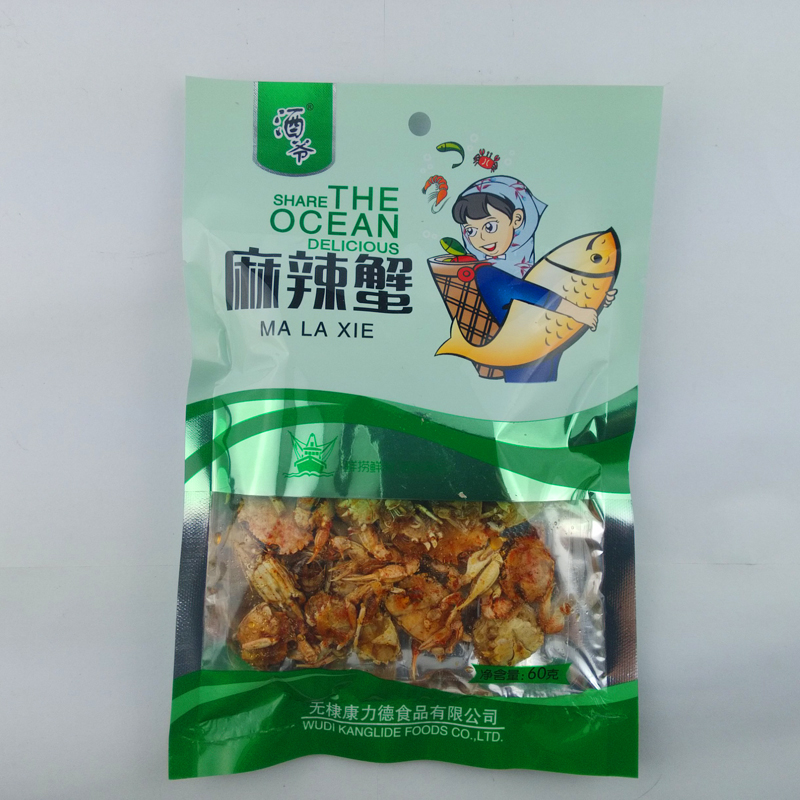 酒爷®
SHARE THE
OCEAN
DELICIOUS
麻辣蟹
MA LA XIE
净含量:60克
无棣康力德食品有限公司
WUDI KANGLIDE FOODS CO.,LTD.